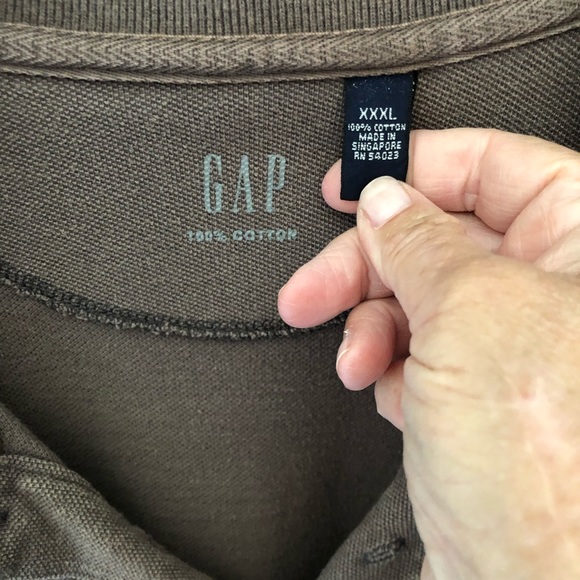 XXXL
100% COTTON
MADE IN
SINGAPORE
RN 54023
GAP
100% COTTON